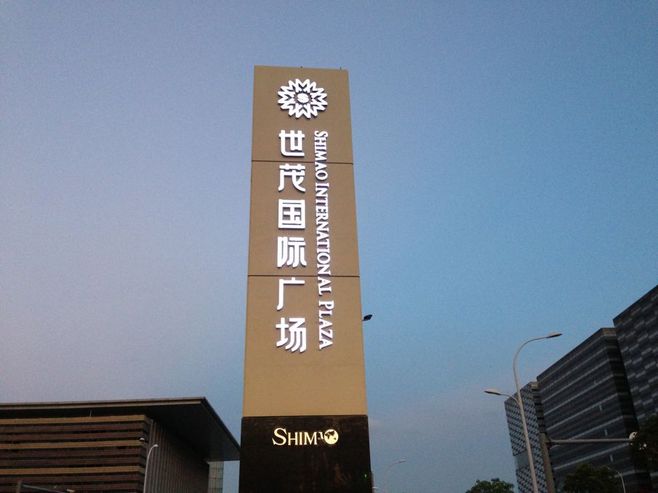 世茂国际广场
SHIMAO INTERNATIONAL PLAZA
SHIMAO